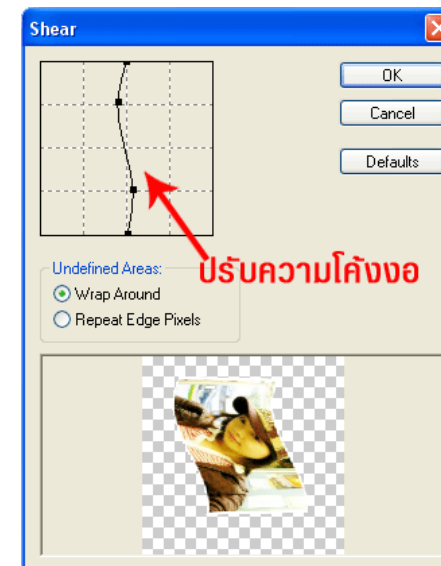 Shear
OK
Cancel
Defaults
ปรับความโค้งงอ
Undefined Areas:
Wrap Around
Repeat Edge Pixels